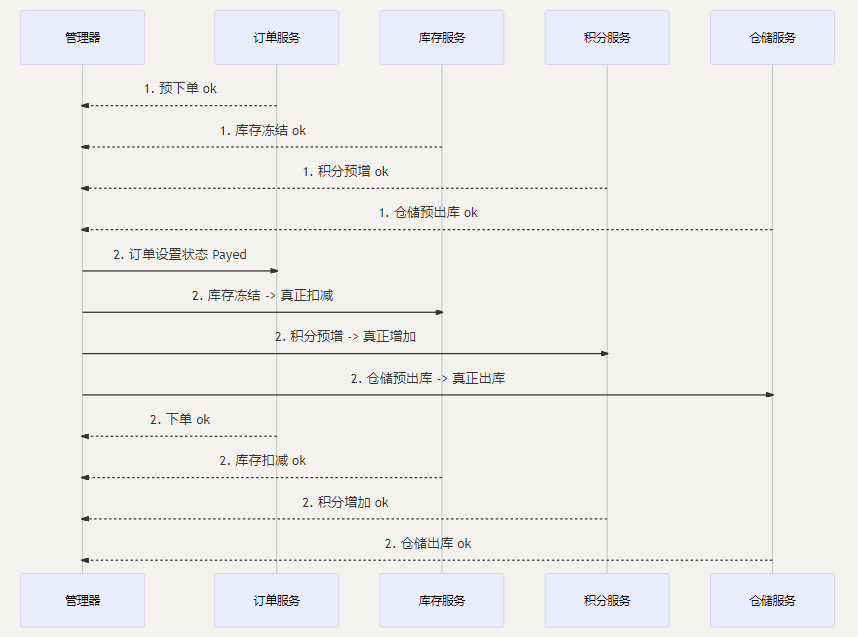 管理器
订单服务
库存服务
积分服务
仓储服务
1. 预下单 ok
1. 库存冻结 ok
1. 积分预增 ok
1. 仓储预出库 ok
2. 订单设置状态 Payed
2. 库存冻结 -> 真正扣减
2. 积分预增 -> 真正增加
2. 仓储预出库 -> 真正出库
2. 下单 ok
2. 库存扣减 ok
2. 积分增加 ok
2. 仓储出库 ok
管理器
订单服务
库存服务
积分服务
仓储服务